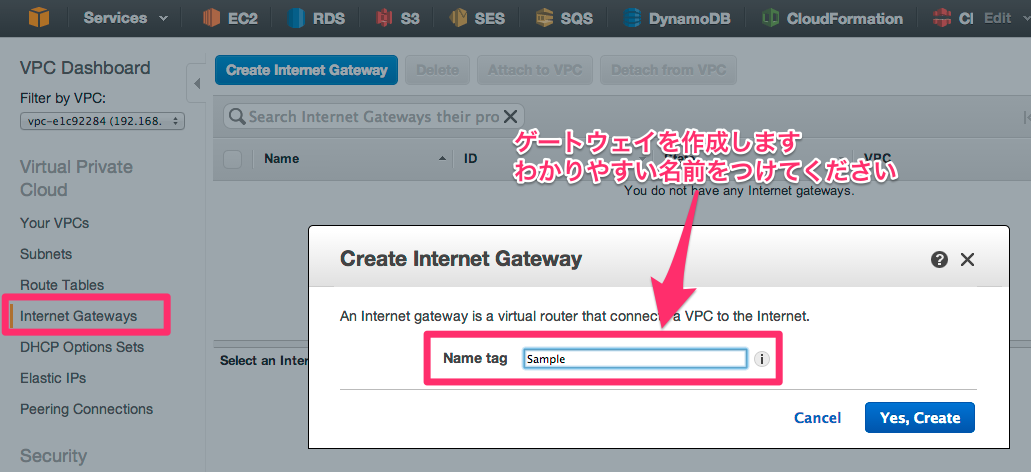 Services EC2 RDS S3 SES SQS DynamoDB CloudFormation Edit
VPC Dashboard
Filter by VPC:
vpc-e1c92284 (192.168.
Virtual Private
Cloud
Your VPCs
Subnets
Route Tables
Internet Gateways
DHCP Options Sets
Elastic IPs
Peering Connections
Security
Create Internet Gateway Delete Attach to VPC Detach from VPC
Search Internet Gateways their pro
Name ID VPC
ゲートウェイを作成します
わかりやすい名前をつけてください
You do not have any Internet gateways.
Select an Inter
Create Internet Gateway
An Internet gateway is a virtual router that connects a VPC to the Internet.
Name tag Sample
Cancel Yes, Create